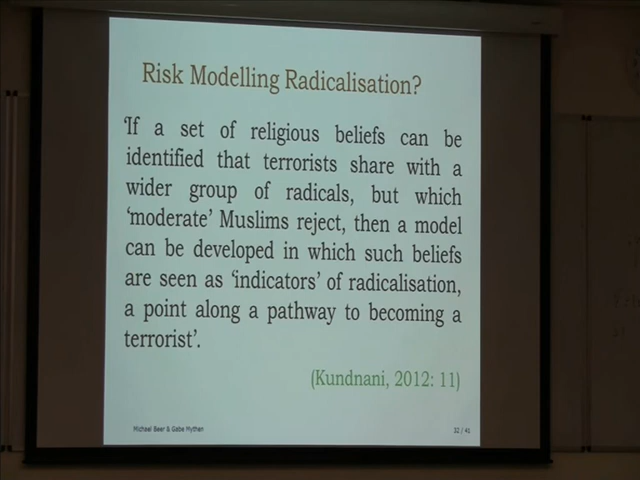 Risk Modelling Radicalisation?
'If a set of religious beliefs can be
identified that terrorists share with a
wider group of radicals, but which
'moderate' Muslims reject, then a model
can be developed in which such beliefs
are seen as 'indicators' of radicalisation,
a point along a pathway to becoming a
terrorist'.
(Kundnani, 2012: 11)
Michael Beer & Gabe Mythen
32 / 41